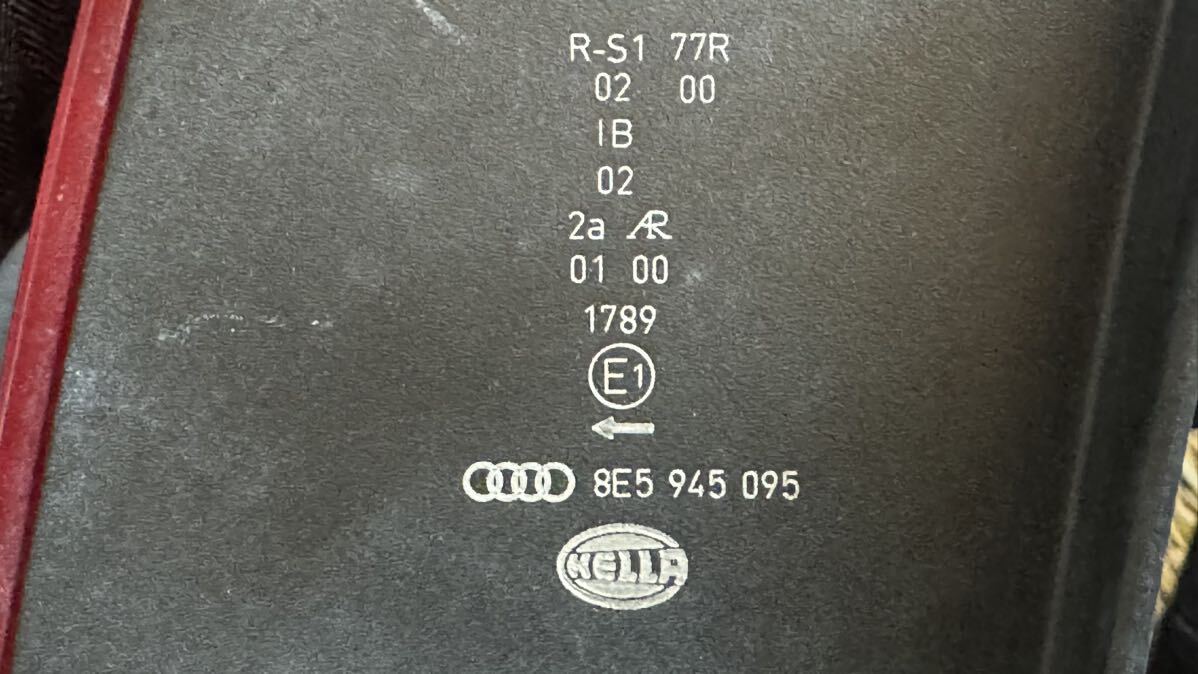 R-S1 77R
02 00
IB
02
2a AR
01 00
1789
E1
8E5 945 095
HELLA